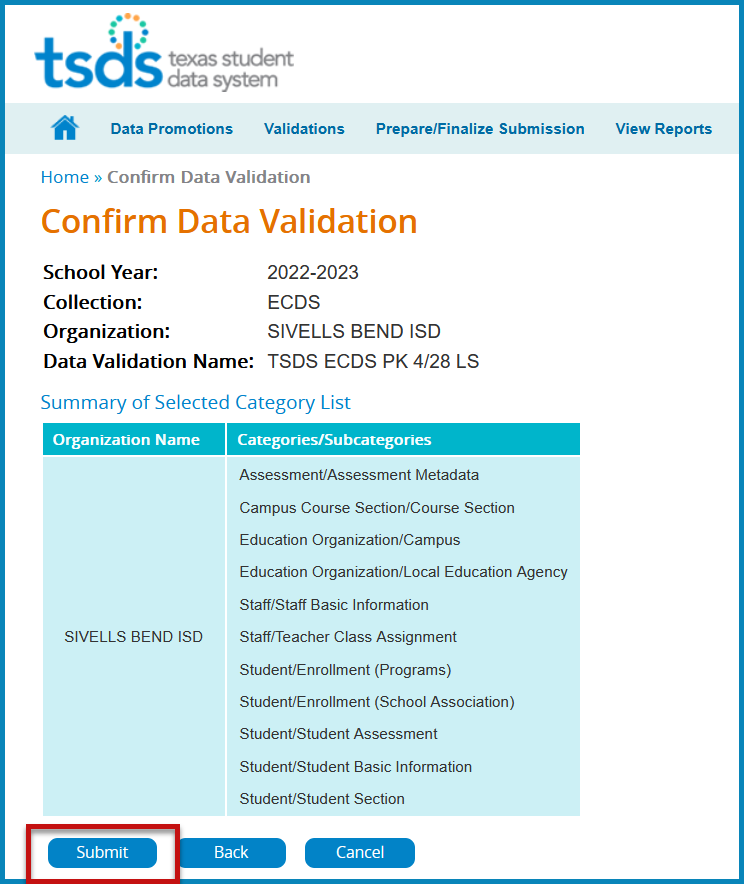 tsds texas student
data system
Data Promotions Validations Prepare/Finalize Submission View Reports
Home » Confirm Data Validation
Confirm Data Validation
School Year: 2022-2023
Collection: ECDS
Organization: SIVELLS BEND ISD
Data Validation Name: TSDS ECDS PK 4/28 LS
Summary of Selected Category List
Organization Name Categories/Subcategories
Assessment/Assessment Metadata
Campus Course Section/Course Section
Education Organization/Campus
Education Organization/Local Education Agency
Staff/Staff Basic Information
SIVELLS BEND ISD Staff/Teacher Class Assignment
Student/Enrollment (Programs)
Student/Enrollment (School Association)
Student/Student Assessment
Student/Student Basic Information
Student/Student Section
Submit Back Cancel